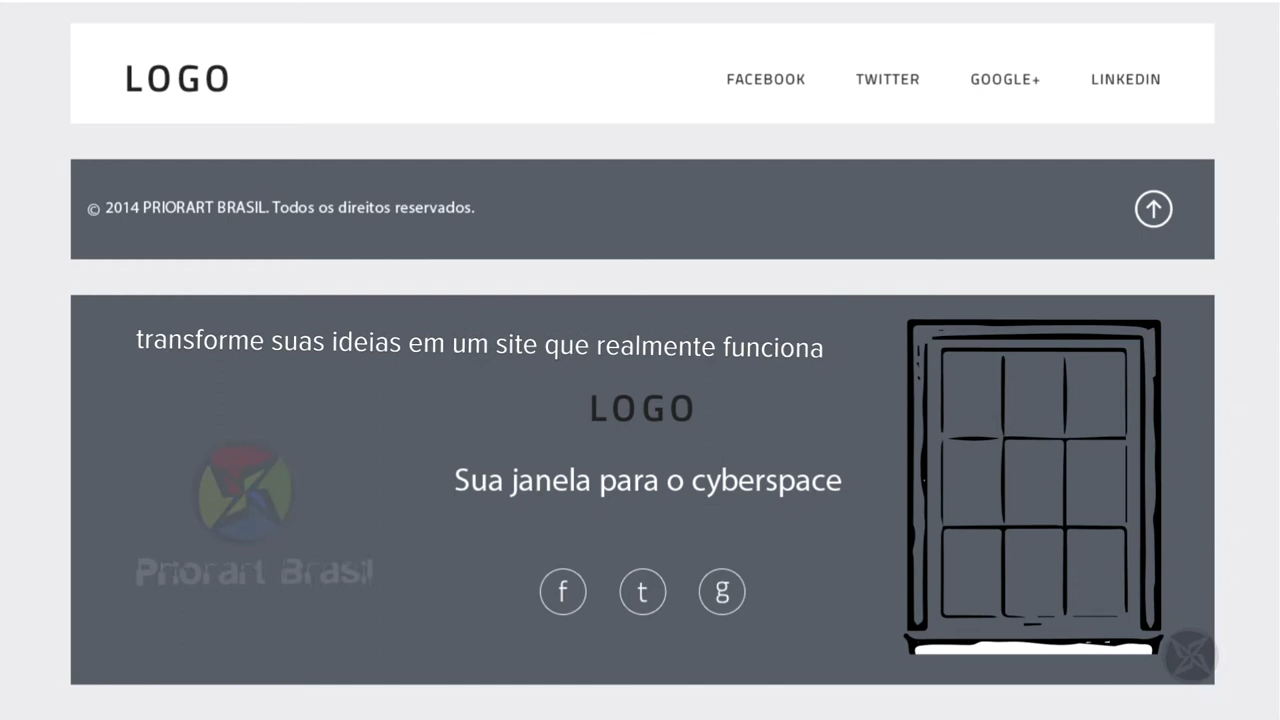 LOGO
FACEBOOK TWITTER GOOGLE+ LINKEDIN
© 2014 PRIORART BRASIL. Todos os direitos reservados.
transforme suas ideias em um site que realmente funciona
LOGO
Sua janela para o cyberspace
Priorart Brasil
f t g